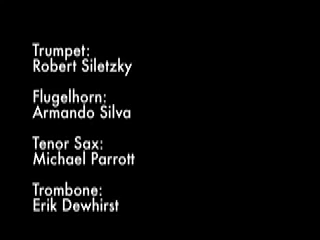 Trumpet:
Robert Siletzky
Flugelhorn:
Armando Silva
Tenor Sax:
Michael Parrott
Trombone:
Erik Dewhirst